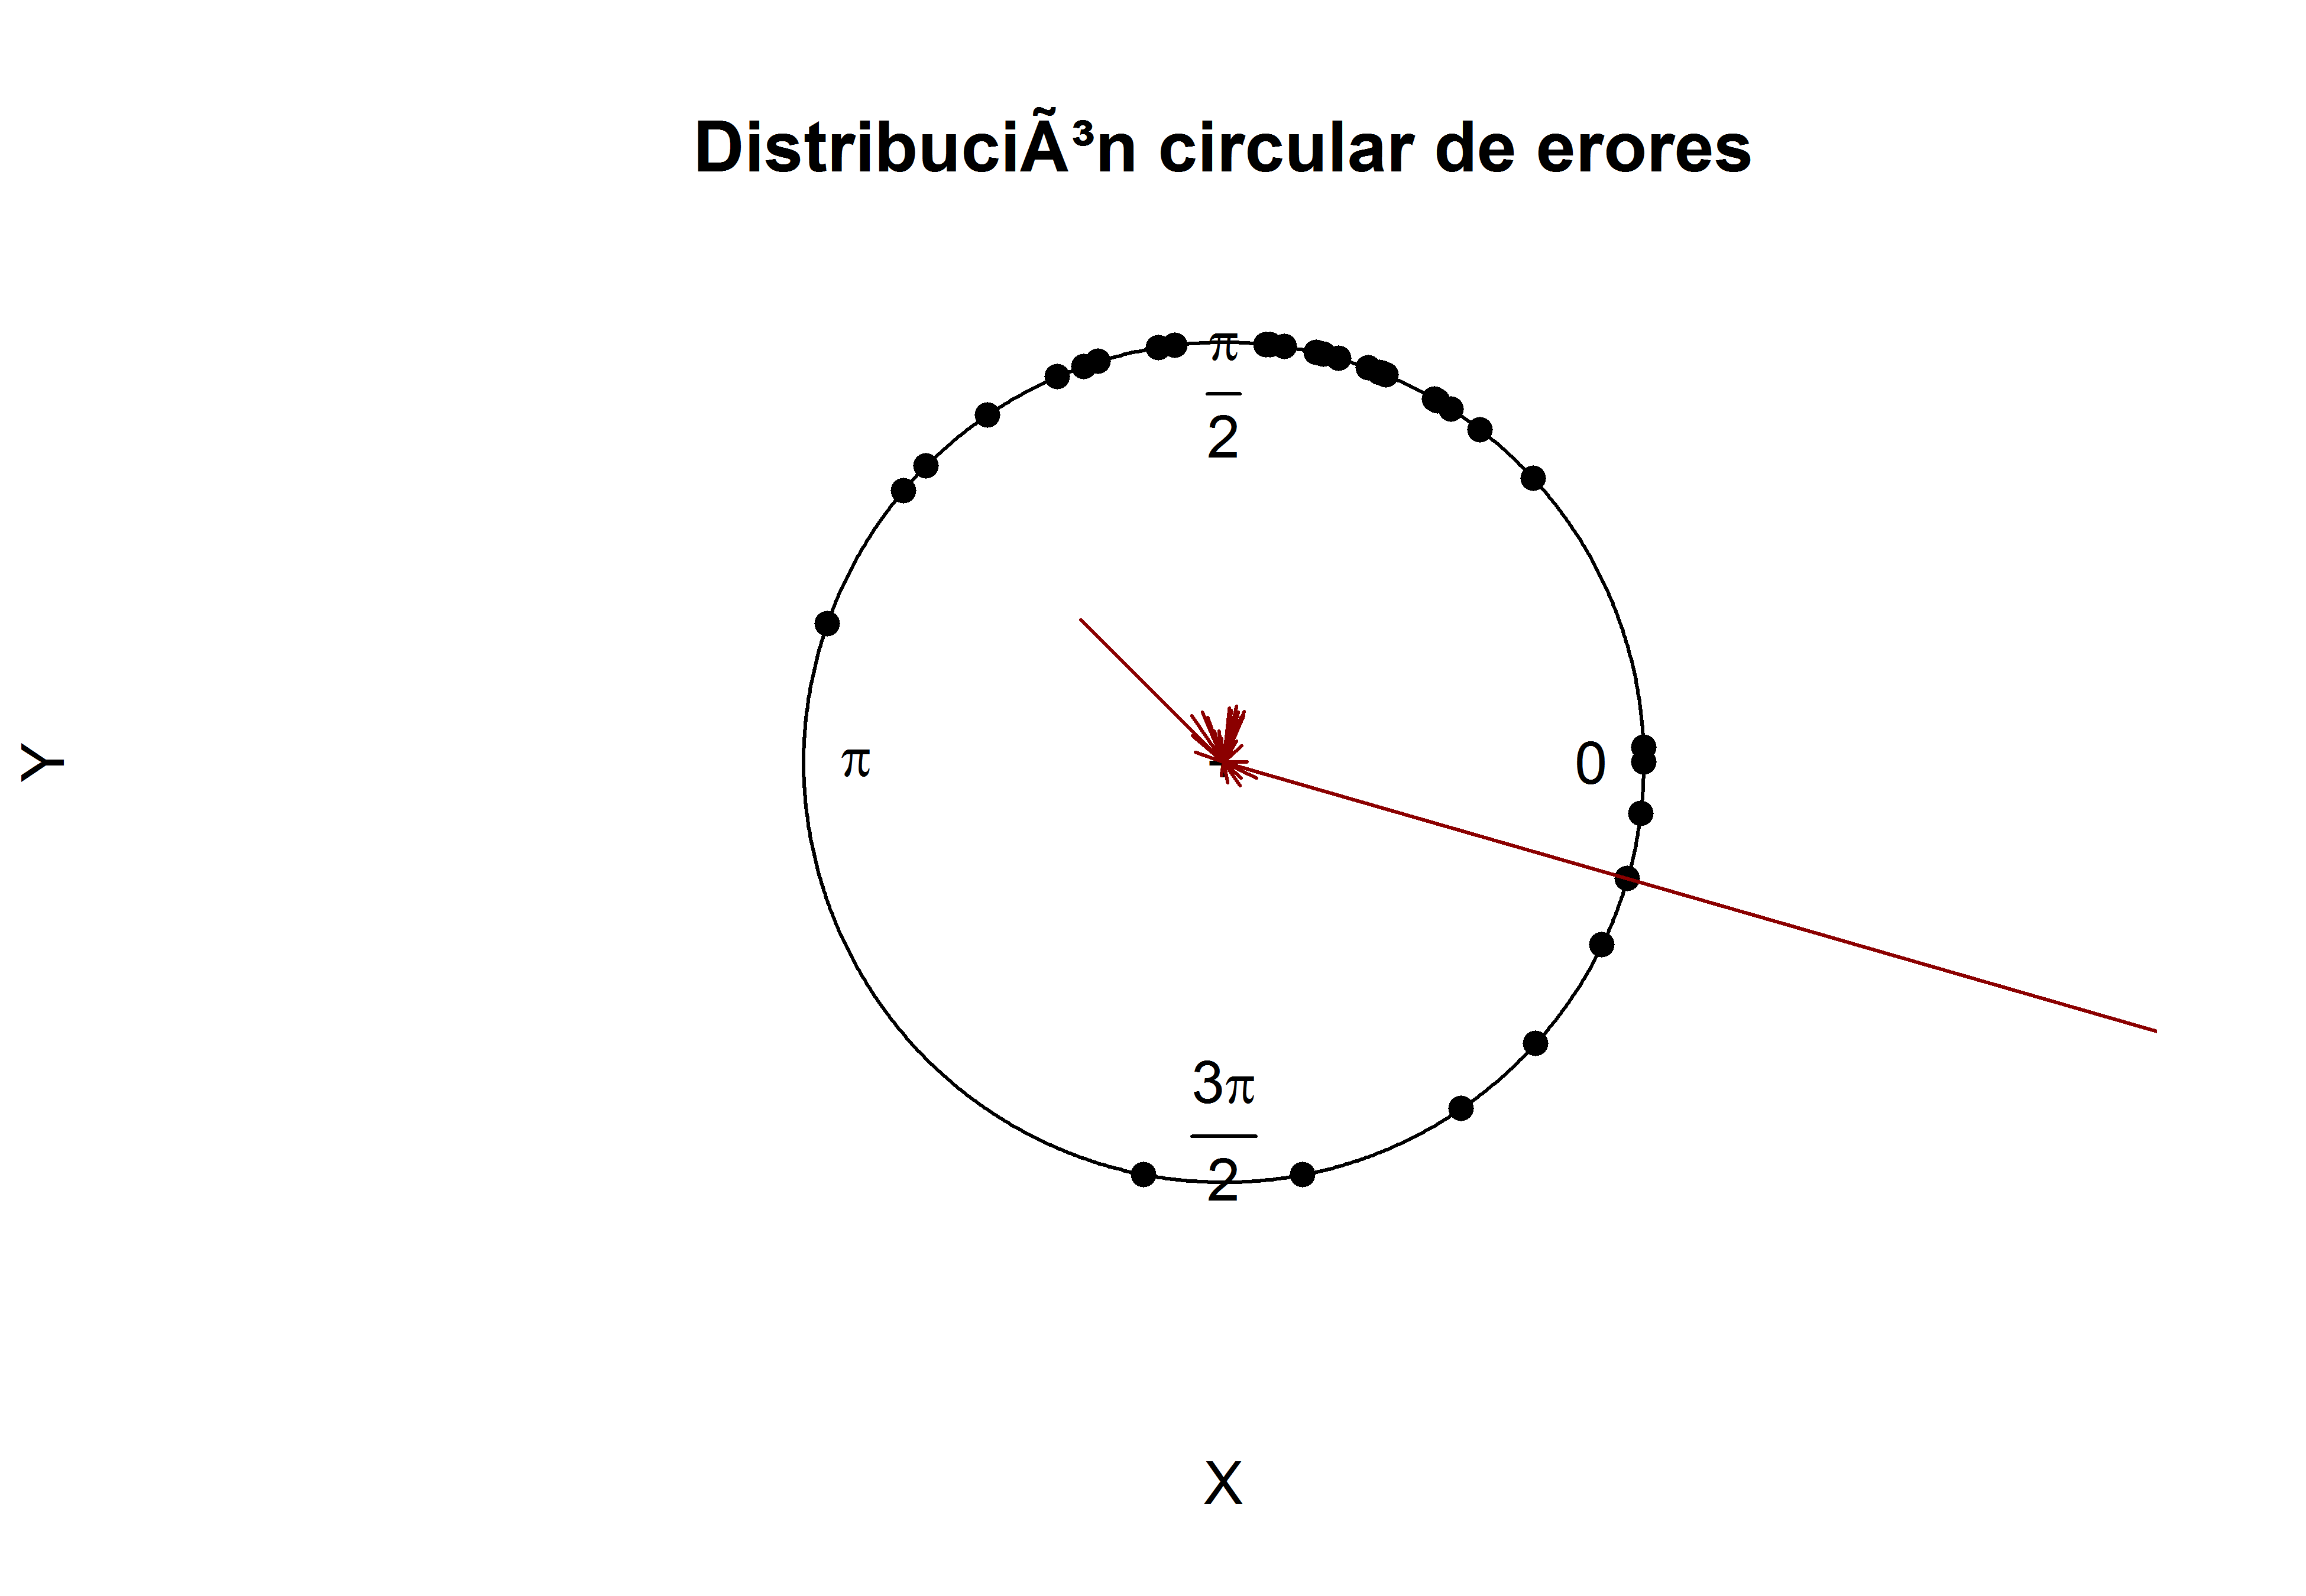 DistribuciÃ³n circular de erores
π
2
Y
π
0
3π
2
X